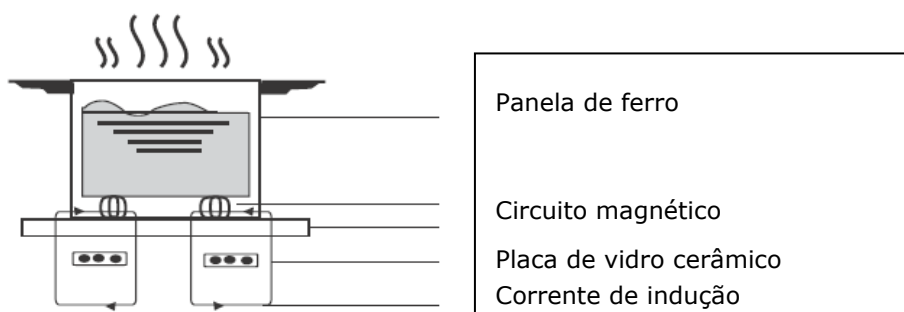 Panela de ferro
Circuito magnético
Placa de vidro cerâmico
Corrente de indução